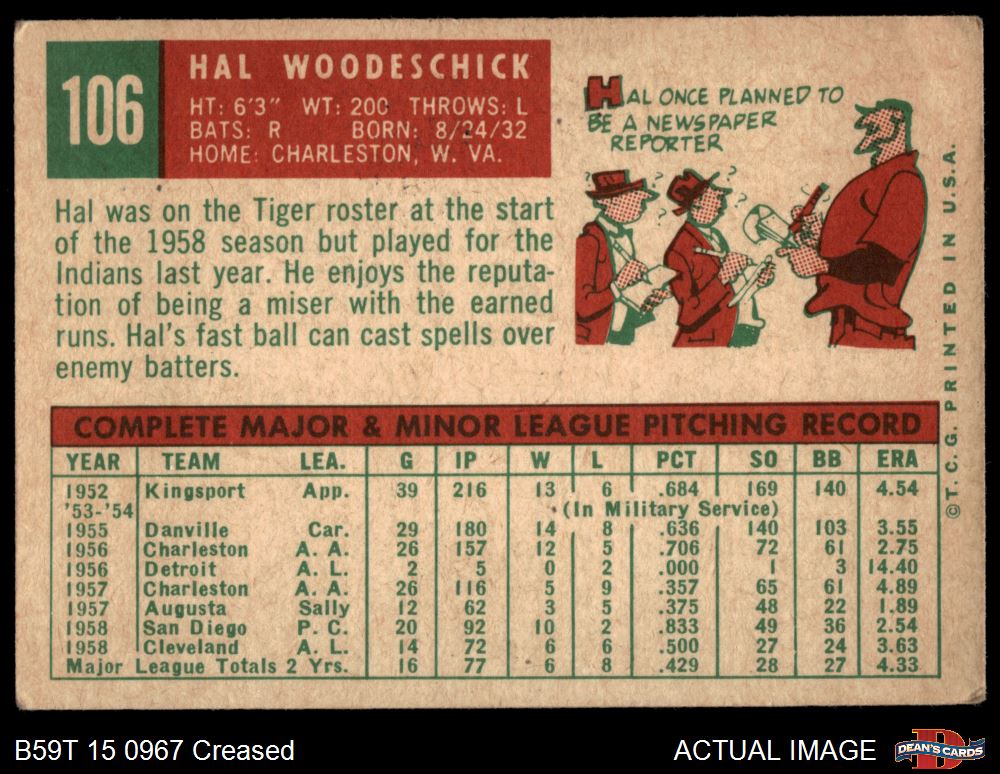 106
HAL WOODESCHICK
HT: 6'3" WT: 200 THROWS: L
BATS: R BORN: 8/24/32
HOME: CHARLESTON, W. VA.
HAL ONCE PLANNED TO
BE A NEWSPAPER
REPORTER
Hal was on the Tiger roster at the start
of the 1958 season but played for the
Indians last year. He enjoys the reputa-
tion of being a miser with the earned
runs. Hal's fast ball can cast spells over
enemy batters.
? ? ? ? ?
COMPLETE MAJOR & MINOR LEAGUE PITCHING RECORD
YEAR TEAM LEA. G IP W L PCT SO BB ERA
1952 Kingsport App. 39 216 13 6 .684 169 140 4.54
'53-'54 (In Military Service)
1955 Danville Car. 29 180 14 8 .636 140 103 3.55
1956 Charleston A. A. 26 157 12 5 .706 72 61 2.75
1956 Detroit A. L. 2 5 0 2 .000 1 3 14.40
1957 Charleston A. A. 26 116 5 9 .357 65 61 4.89
1957 Augusta Sally 12 62 3 5 .375 48 22 1.89
1958 San Diego P. C. 20 92 10 2 .833 49 36 2.54
1958 Cleveland A. L. 14 72 6 6 .500 27 24 3.63
Major League Totals 2 Yrs. 16 77 6 8 .429 28 27 4.33
©T. C. G. PRINTED IN U.S.A.
B59T 15 0967 Creased
ACTUAL IMAGE
DEAN'S CARDS